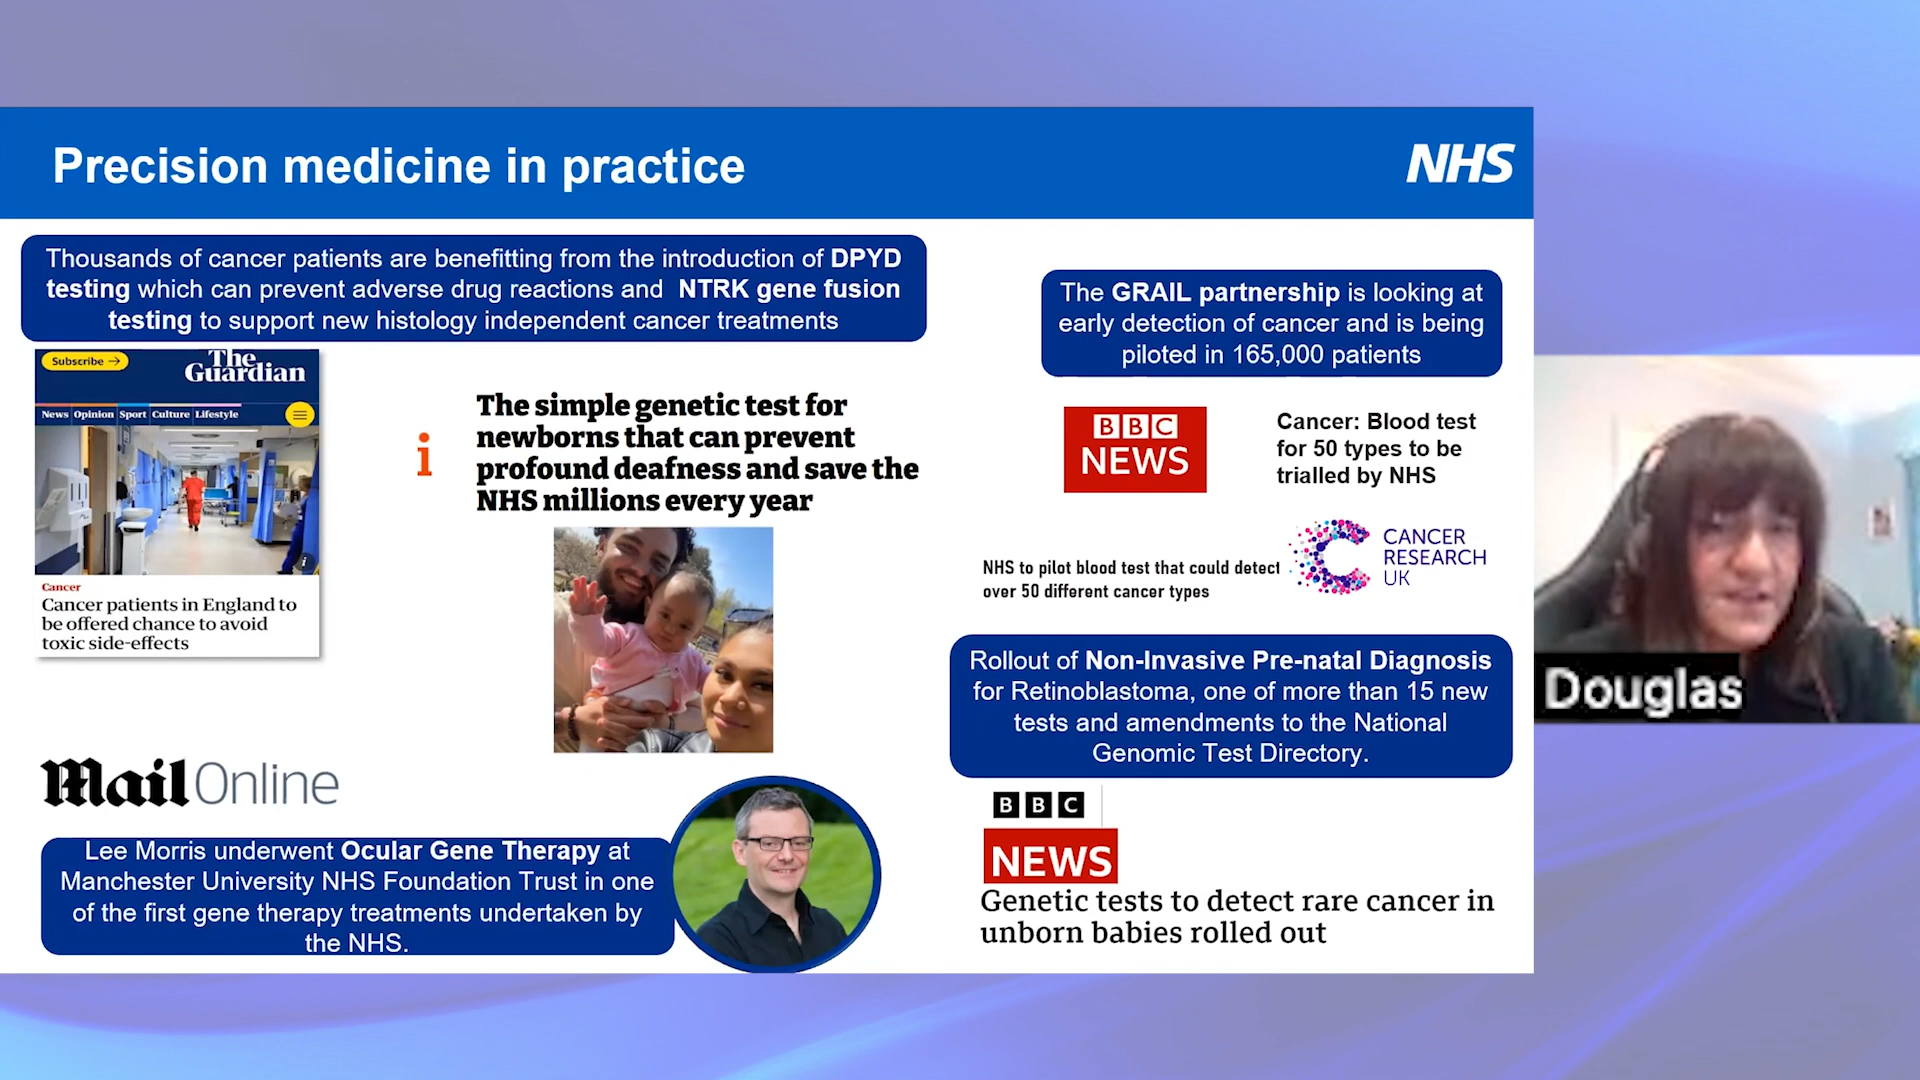 Precision medicine in practice
NHS
Thousands of cancer patients are benefitting from the introduction of DPYD
testing which can prevent adverse drug reactions and NTRK gene fusion
testing to support new histology independent cancer treatments
Subscribe →
The
Guardian
News Opinion Sport Culture Lifestyle
Cancer
Cancer patients in England to
be offered chance to avoid
toxic side-effects
i
The simple genetic test for
newborns that can prevent
profound deafness and save the
NHS millions every year
Mail Online
Lee Morris underwent Ocular Gene Therapy at
Manchester University NHS Foundation Trust in one
of the first gene therapy treatments undertaken by
the NHS.
The GRAIL partnership is looking at
early detection of cancer and is being
piloted in 165,000 patients
BBC
NEWS
Cancer: Blood test
for 50 types to be
trialled by NHS
NHS to pilot blood test that could detect
over 50 different cancer types
CANCER
RESEARCH
UK
Rollout of Non-Invasive Pre-natal Diagnosis
for Retinoblastoma, one of more than 15 new
tests and amendments to the National
Genomic Test Directory.
BBC
NEWS
Genetic tests to detect rare cancer in
unborn babies rolled out
Douglas